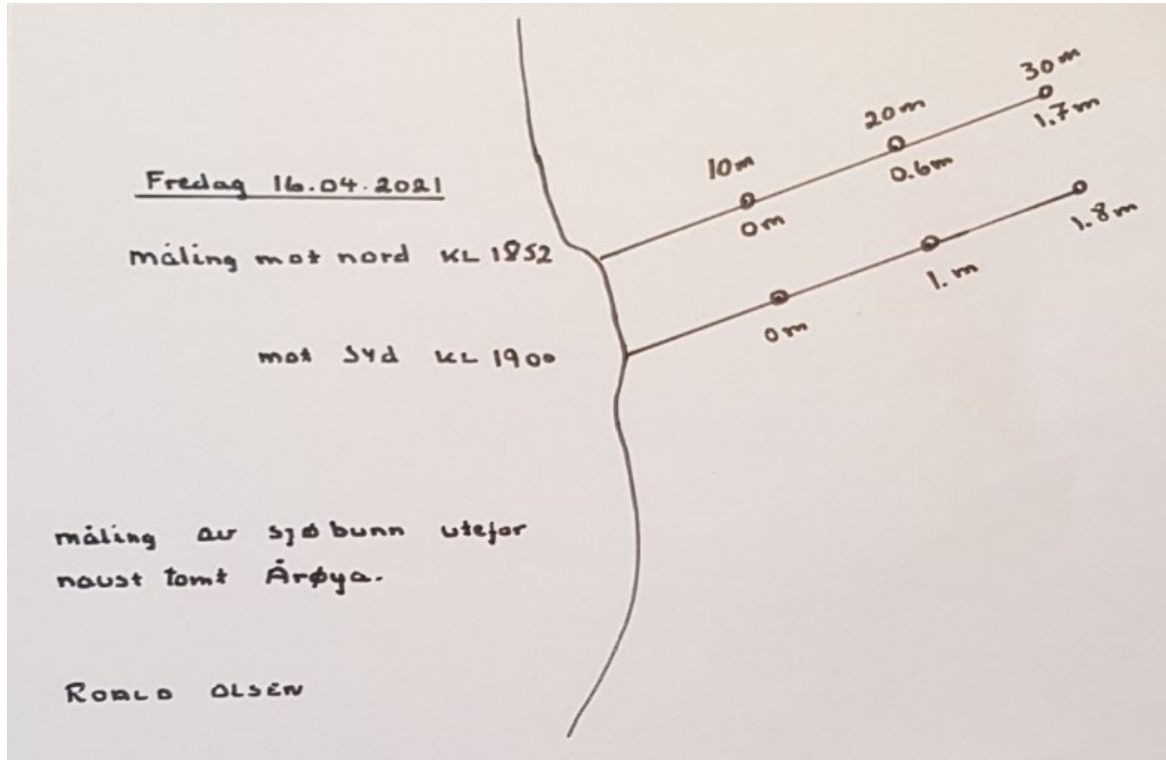 Fredag 16.04.2021
måling mot nord KL 1852
mot syd KL 1900
måling av sjøbunn utefor
naust tomt Årøya.
ROALD OLSEN
10m
20m
30m
0m
0.6m
1.7m
0m
1.m
1.8m